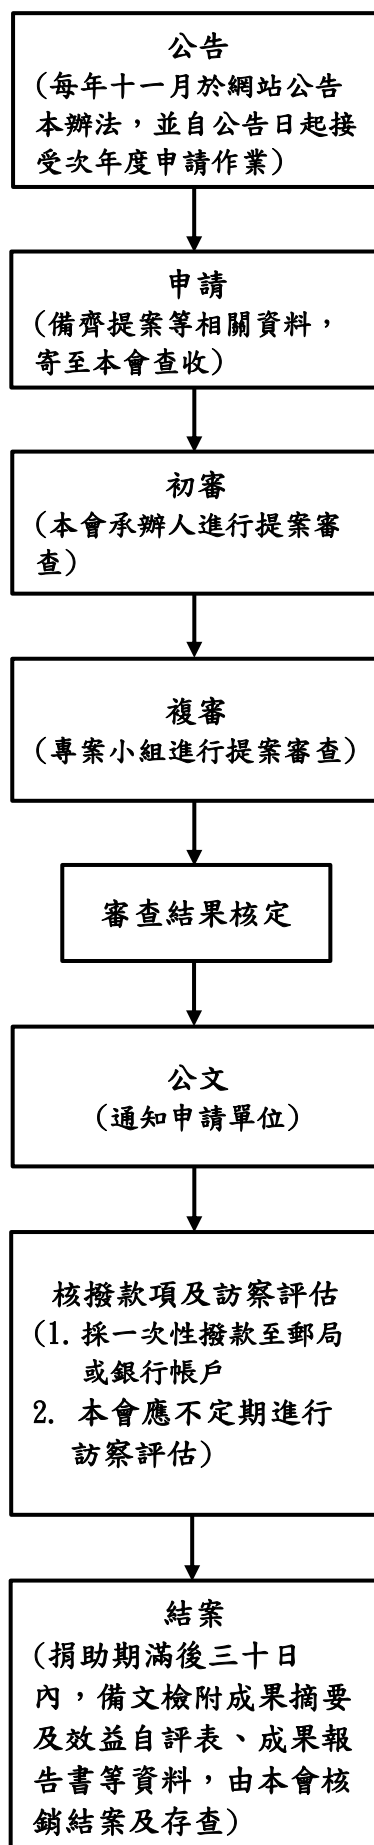 公告
(每年十一月於網站公告
本辦法，並自公告日起接
受次年度申請作業)
申請
(備齊提案等相關資料，
寄至本會查收)
初審
(本會承辦人進行提案審
查)
複審
(專案小組進行提案審查)
審查結果核定
公文
(通知申請單位)
核撥款項及訪察評估
(1. 採一次性撥款至郵局
或銀行帳戶
2. 本會應不定期進行
訪察評估)
結案
(捐助期滿後三十日
內，備文檢附成果摘要
及效益自評表、成果報
告書等資料，由本會核
銷結案及存查)